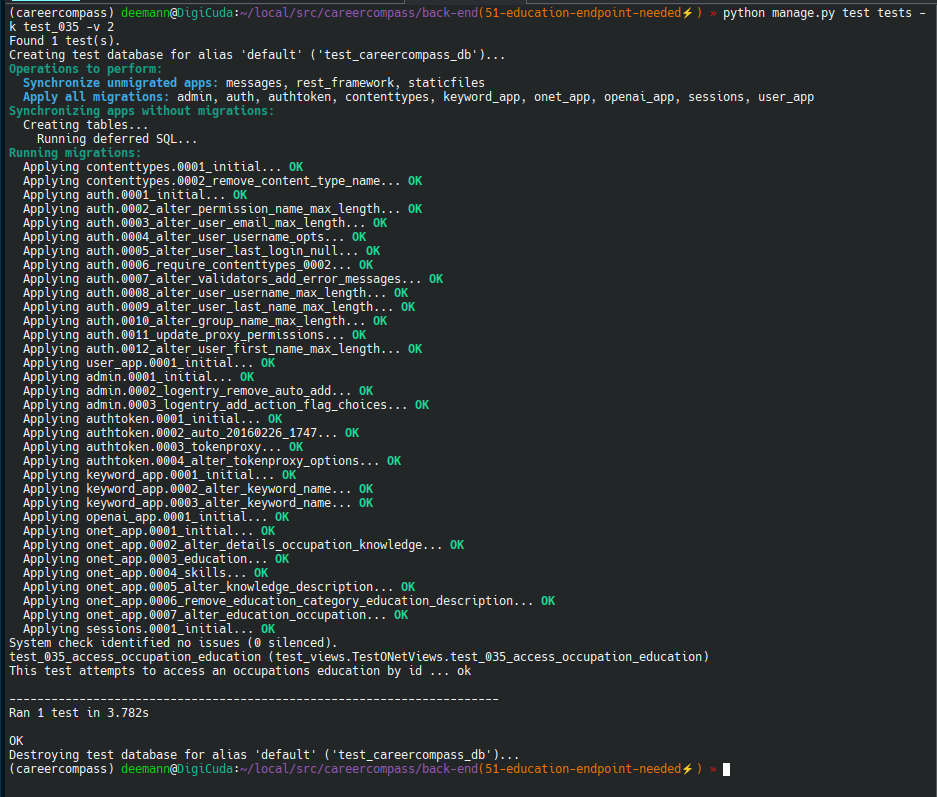 (careercompass) deemann@DigiCuda:~/local/src/careercompass/back-end(51-education-endpoint-needed⚡) » python manage.py test tests -
k test_035 -v 2
Found 1 test(s).
Creating test database for alias 'default' ('test_careercompass_db')...
Operations to perform:
  Synchronize unmigrated apps: messages, rest_framework, staticfiles
  Apply all migrations: admin, auth, authtoken, contenttypes, keyword_app, onet_app, openai_app, sessions, user_app
Synchronizing apps without migrations:
  Creating tables...
    Running deferred SQL...
Running migrations:
  Applying contenttypes.0001_initial... OK
  Applying contenttypes.0002_remove_content_type_name... OK
  Applying auth.0001_initial... OK
  Applying auth.0002_alter_permission_name_max_length... OK
  Applying auth.0003_alter_user_email_max_length... OK
  Applying auth.0004_alter_user_username_opts... OK
  Applying auth.0005_alter_user_last_login_null... OK
  Applying auth.0006_require_contenttypes_0002... OK
  Applying auth.0007_alter_validators_add_error_messages... OK
  Applying auth.0008_alter_user_username_max_length... OK
  Applying auth.0009_alter_user_last_name_max_length... OK
  Applying auth.0010_alter_group_name_max_length... OK
  Applying auth.0011_update_proxy_permissions... OK
  Applying auth.0012_alter_user_first_name_max_length... OK
  Applying user_app.0001_initial... OK
  Applying admin.0001_initial... OK
  Applying admin.0002_logentry_remove_auto_add... OK
  Applying admin.0003_logentry_add_action_flag_choices... OK
  Applying authtoken.0001_initial... OK
  Applying authtoken.0002_auto_20160226_1747... OK
  Applying authtoken.0003_tokenproxy... OK
  Applying authtoken.0004_alter_tokenproxy_options... OK
  Applying keyword_app.0001_initial... OK
  Applying keyword_app.0002_alter_keyword_name... OK
  Applying keyword_app.0003_alter_keyword_name... OK
  Applying openai_app.0001_initial... OK
  Applying onet_app.0001_initial... OK
  Applying onet_app.0002_alter_details_occupation_knowledge... OK
  Applying onet_app.0003_education... OK
  Applying onet_app.0004_skills... OK
  Applying onet_app.0005_alter_knowledge_description... OK
  Applying onet_app.0006_remove_education_category_education_description... OK
  Applying onet_app.0007_alter_education_occupation... OK
  Applying sessions.0001_initial... OK
System check identified no issues (0 silenced).
test_035_access_occupation_education (test_views.TestONetViews.test_035_access_occupation_education)
This test attempts to access an occupations education by id ... ok
----------------------------------------------------------------------
Ran 1 test in 3.782s
OK
Destroying test database for alias 'default' ('test_careercompass_db')...
(careercompass) deemann@DigiCuda:~/local/src/careercompass/back-end(51-education-endpoint-needed⚡) »